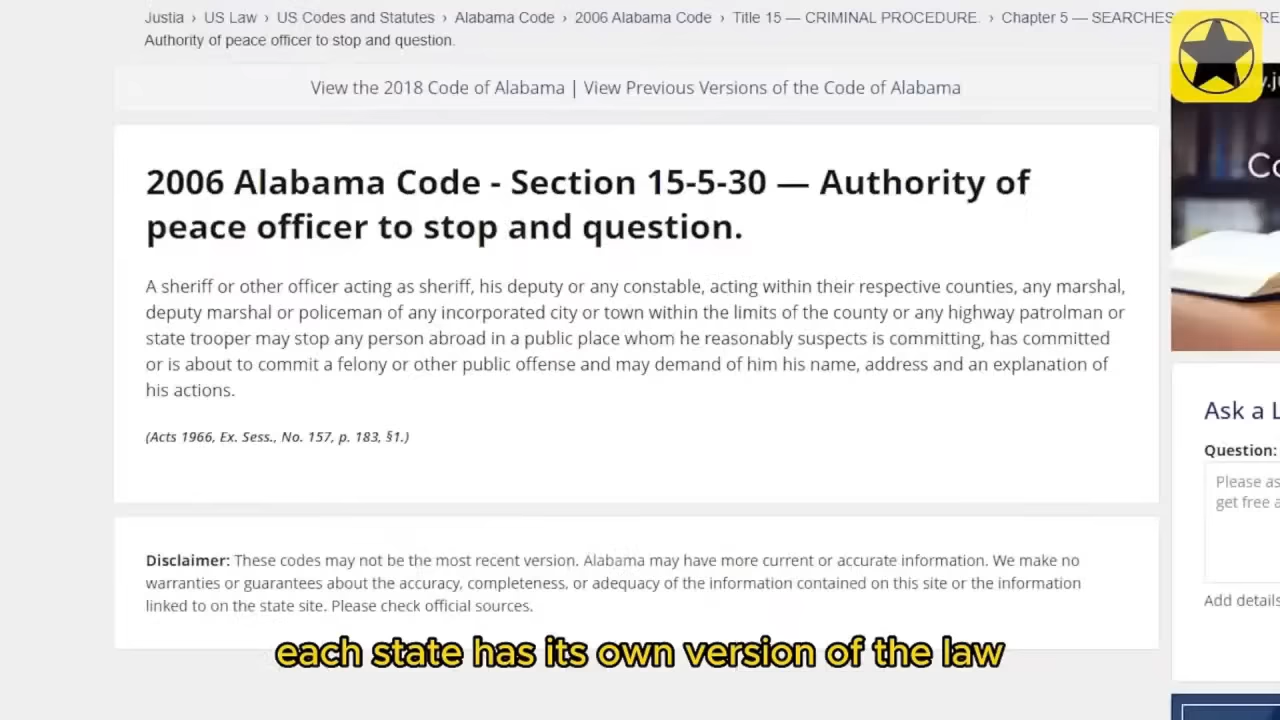 Justia › US Law › US Codes and Statutes › Alabama Code › 2006 Alabama Code › Title 15 — CRIMINAL PROCEDURE. › Chapter 5 — SEARCHES
Authority of peace officer to stop and question.
View the 2018 Code of Alabama | View Previous Versions of the Code of Alabama
2006 Alabama Code - Section 15-5-30 — Authority of
peace officer to stop and question.
A sheriff or other officer acting as sheriff, his deputy or any constable, acting within their respective counties, any marshal,
deputy marshal or policeman of any incorporated city or town within the limits of the county or any highway patrolman or
state trooper may stop any person abroad in a public place whom he reasonably suspects is committing, has committed
or is about to commit a felony or other public offense and may demand of him his name, address and an explanation of
his actions.
(Acts 1966, Ex. Sess., No. 157, p. 183, §1.)
Disclaimer: These codes may not be the most recent version. Alabama may have more current or accurate information. We make no
warranties or guarantees about the accuracy, completeness, or adequacy of the information contained on this site or the information
linked to on the state site. Please check official sources.
Ask a L
Question:
Please as
get free a
Add details
each state has its own version of the law